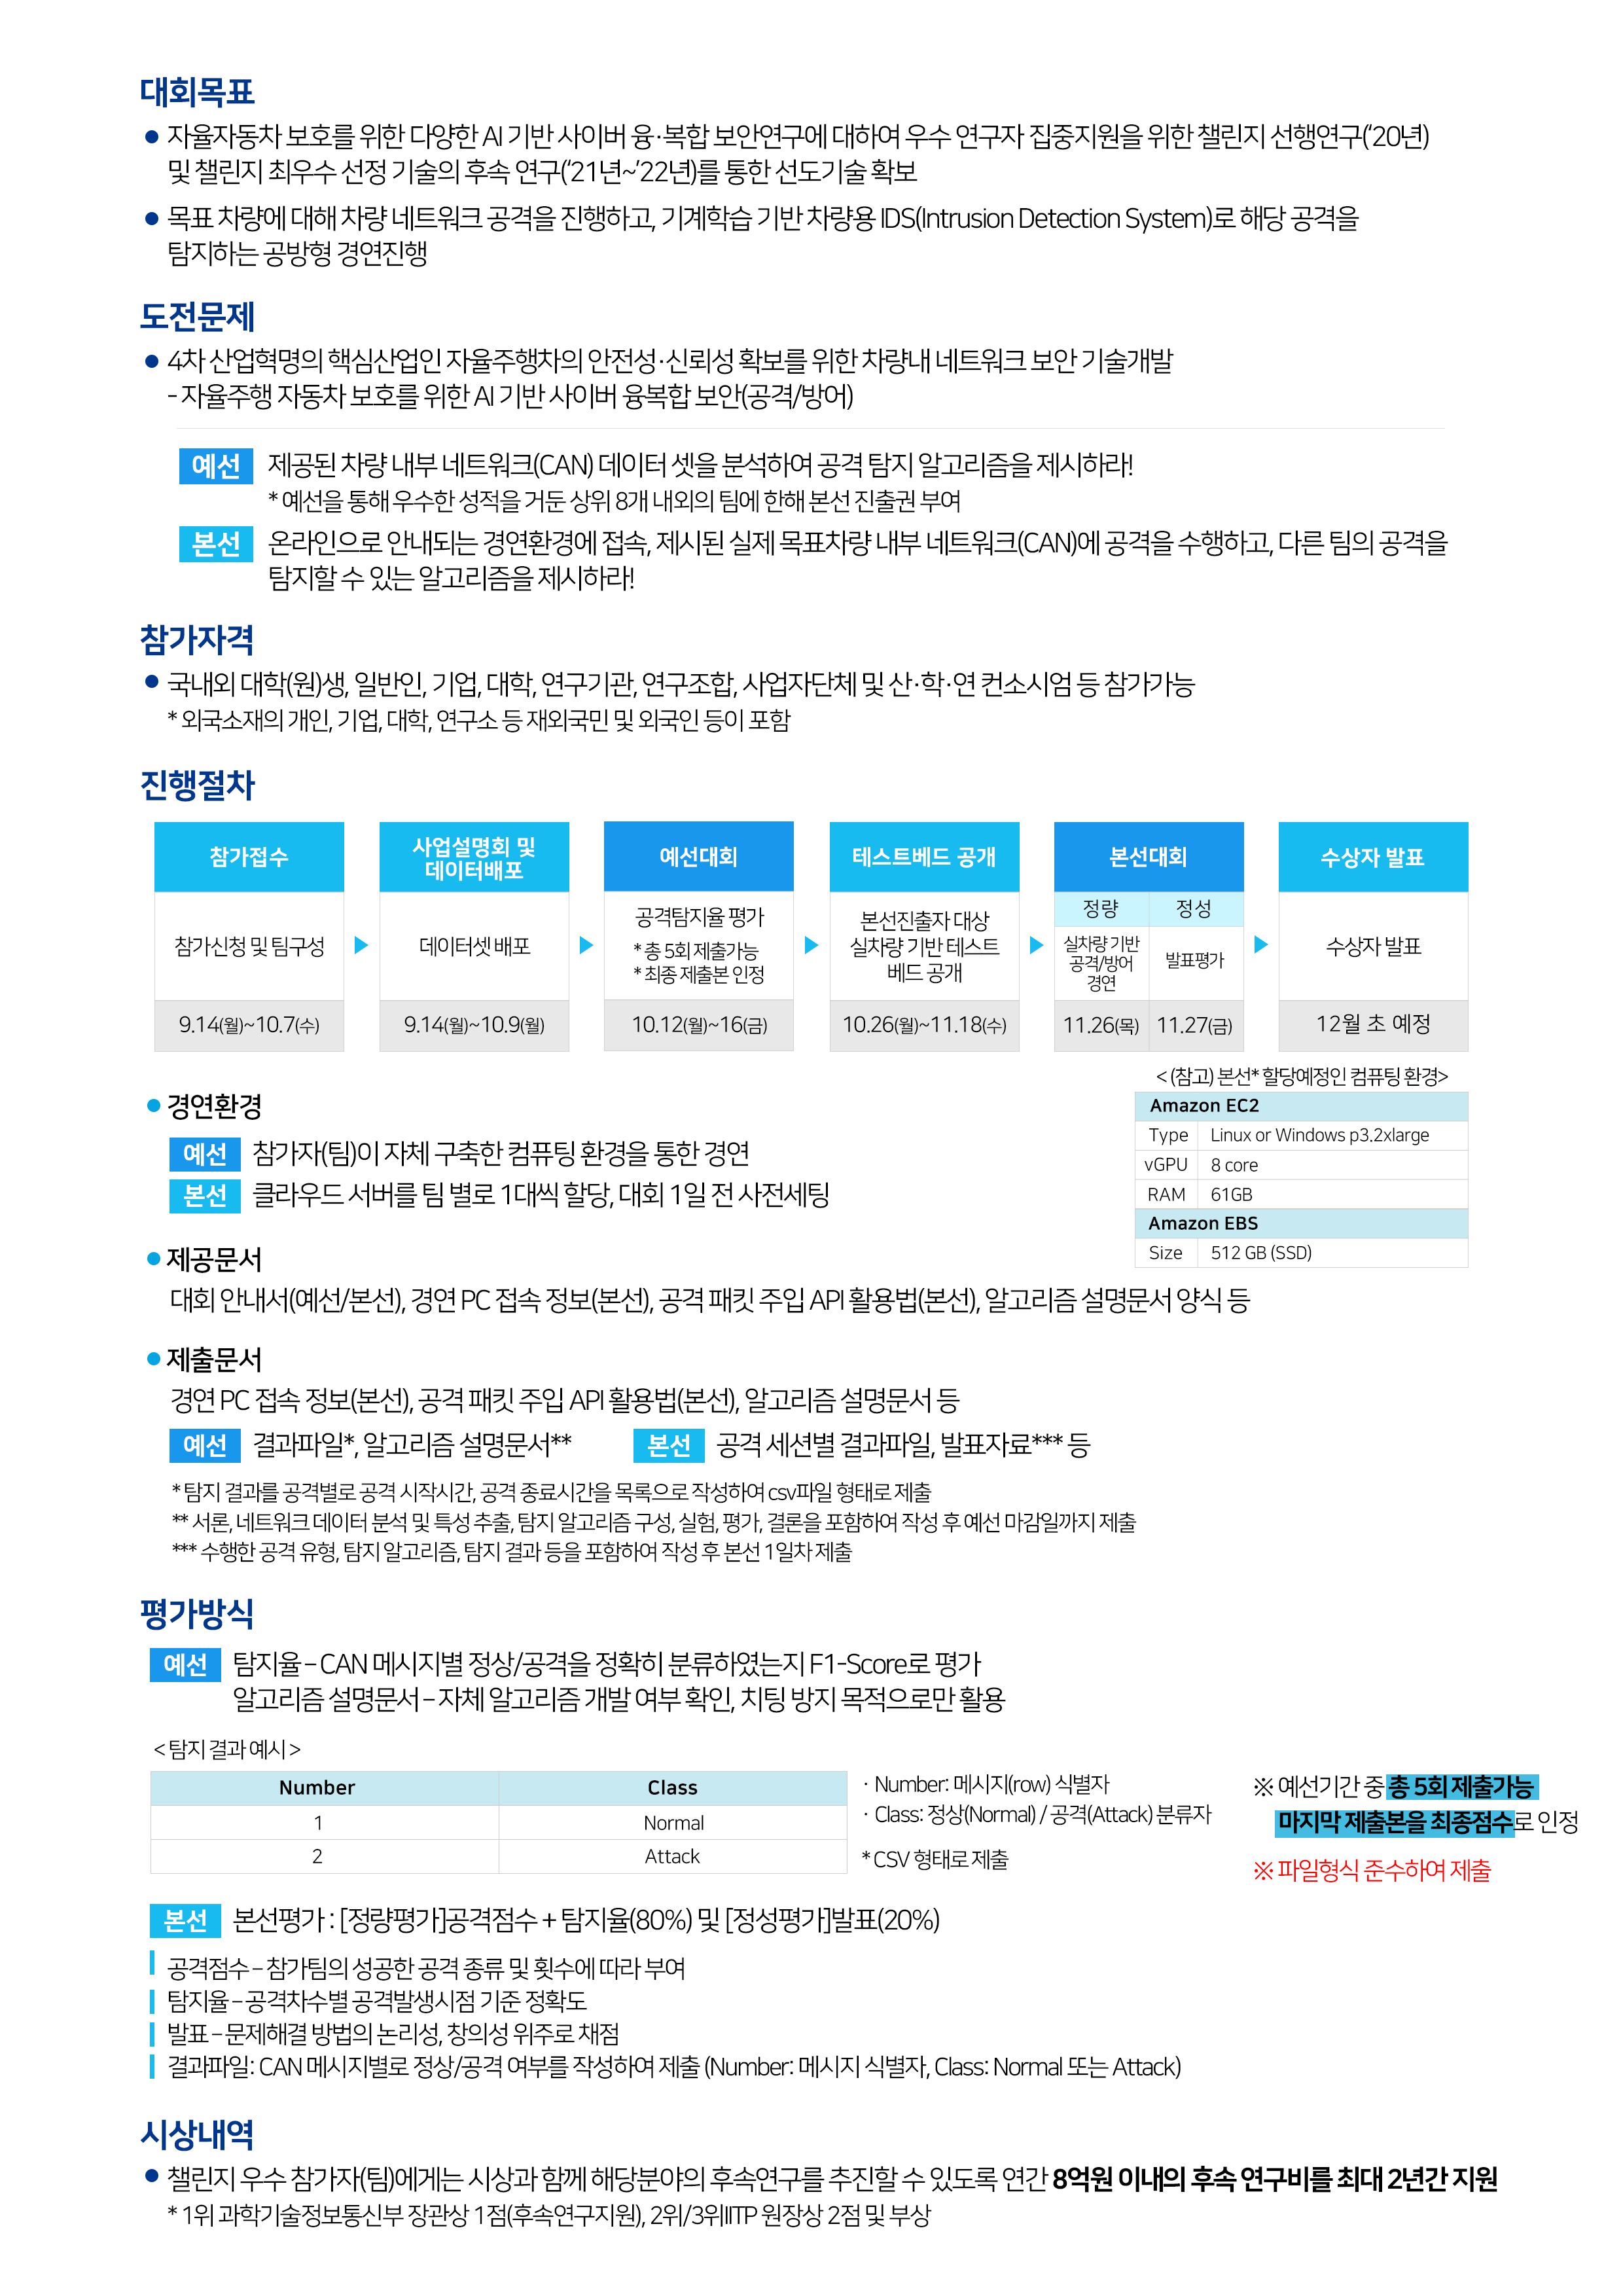 대회목표
● 자율자동차 보호를 위한 다양한 AI 기반 사이버 융·복합 보안연구에 대하여 우수 연구자 집중지원을 위한 챌린지 선행연구(‘20년)
및 챌린지 최우수 선정 기술의 후속 연구(‘21년~’22년)를 통한 선도기술 확보
● 목표 차량에 대해 차량 네트워크 공격을 진행하고, 기계학습 기반 차량용 IDS(Intrusion Detection System)로 해당 공격을
탐지하는 공방형 경연진행
도전문제
● 4차 산업혁명의 핵심산업인 자율주행차의 안전성·신뢰성 확보를 위한 차량내 네트워크 보안 기술개발
- 자율주행 자동차 보호를 위한 AI 기반 사이버 융복합 보안(공격/방어)
예선 제공된 차량 내부 네트워크(CAN) 데이터 셋을 분석하여 공격 탐지 알고리즘을 제시하라!
* 예선을 통해 우수한 성적을 거둔 상위 8개 내외의 팀에 한해 본선 진출권 부여
본선 온라인으로 안내되는 경연환경에 접속, 제시된 실제 목표차량 내부 네트워크(CAN)에 공격을 수행하고, 다른 팀의 공격을
탐지할 수 있는 알고리즘을 제시하라!
참가자격
● 국내외 대학(원)생, 일반인, 기업, 대학, 연구기관, 연구조합, 사업자단체 및 산·학·연 컨소시엄 등 참가가능
* 외국소재의 개인, 기업, 대학, 연구소 등 재외국민 및 외국인 등이 포함
진행절차
참가접수
참가신청 및 팀구성
9.14(월)~10.7(수)
사업설명회 및
데이터배포
데이터셋 배포
9.14(월)~10.9(월)
예선대회
공격탐지율 평가
* 총 5회 제출가능
* 최종 제출본 인정
10.12(월)~16(금)
테스트베드 공개
본선진출자 대상
실차량 기반 테스트
베드 공개
10.26(월)~11.18(수)
본선대회
정량 정성
실차량 기반
공격/방어
경연
발표평가
11.26(목) 11.27(금)
수상자 발표
수상자 발표
12월 초 예정
● 경연환경
예선 참가자(팀)이 자체 구축한 컴퓨팅 환경을 통한 경연
본선 클라우드 서버를 팀 별로 1대씩 할당, 대회 1일 전 사전세팅
< (참고) 본선* 할당예정인 컴퓨팅 환경>
Amazon EC2
Type Linux or Windows p3.2xlarge
vGPU 8 core
RAM 61GB
Amazon EBS
Size 512 GB (SSD)
● 제공문서
대회 안내서(예선/본선), 경연 PC 접속 정보(본선), 공격 패킷 주입 API 활용법(본선), 알고리즘 설명문서 양식 등
● 제출문서
경연 PC 접속 정보(본선), 공격 패킷 주입 API 활용법(본선), 알고리즘 설명문서 등
예선 결과파일*, 알고리즘 설명문서** 본선 공격 세션별 결과파일, 발표자료*** 등
* 탐지 결과를 공격별로 공격 시작시간, 공격 종료시간을 목록으로 작성하여 csv파일 형태로 제출
** 서론, 네트워크 데이터 분석 및 특성 추출, 탐지 알고리즘 구성, 실험, 평가, 결론을 포함하여 작성 후 예선 마감일까지 제출
*** 수행한 공격 유형, 탐지 알고리즘, 탐지 결과 등을 포함하여 작성 후 본선 1일차 제출
평가방식
예선 탐지율 – CAN 메시지별 정상/공격을 정확히 분류하였는지 F1-Score로 평가
알고리즘 설명문서 – 자체 알고리즘 개발 여부 확인, 치팅 방지 목적으로만 활용
< 탐지 결과 예시 >
Number Class
1 Normal
2 Attack
· Number: 메시지(row) 식별자
· Class: 정상(Normal) / 공격(Attack) 분류자
* CSV 형태로 제출
※ 예선기간 중 총 5회 제출가능
마지막 제출본을 최종점수로 인정
※ 파일형식 준수하여 제출
본선 본선평가 : [정량평가]공격점수 + 탐지율(80%) 및 [정성평가]발표(20%)
공격점수 – 참가팀의 성공한 공격 종류 및 횟수에 따라 부여
탐지율 – 공격차수별 공격발생시점 기준 정확도
발표 – 문제해결 방법의 논리성, 창의성 위주로 채점
결과파일: CAN 메시지별로 정상/공격 여부를 작성하여 제출 (Number: 메시지 식별자, Class: Normal 또는 Attack)
시상내역
● 챌린지 우수 참가자(팀)에게는 시상과 함께 해당분야의 후속연구를 추진할 수 있도록 연간 8억원 이내의 후속 연구비를 최대 2년간 지원
* 1위 과학기술정보통신부 장관상 1점(후속연구지원), 2위/3위IITP 원장상 2점 및 부상